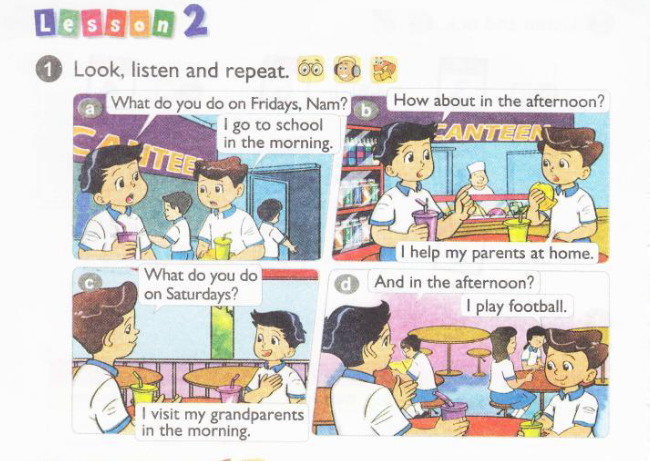 Lesson 2
1 Look, listen and repeat.
a
What do you do on Fridays, Nam?
I go to school
in the morning.
CANTEEN
b
How about in the afternoon?
CANTEEN
I help my parents at home.
c
What do you do
on Saturdays?
I visit my grandparents
in the morning.
d
And in the afternoon?
I play football.